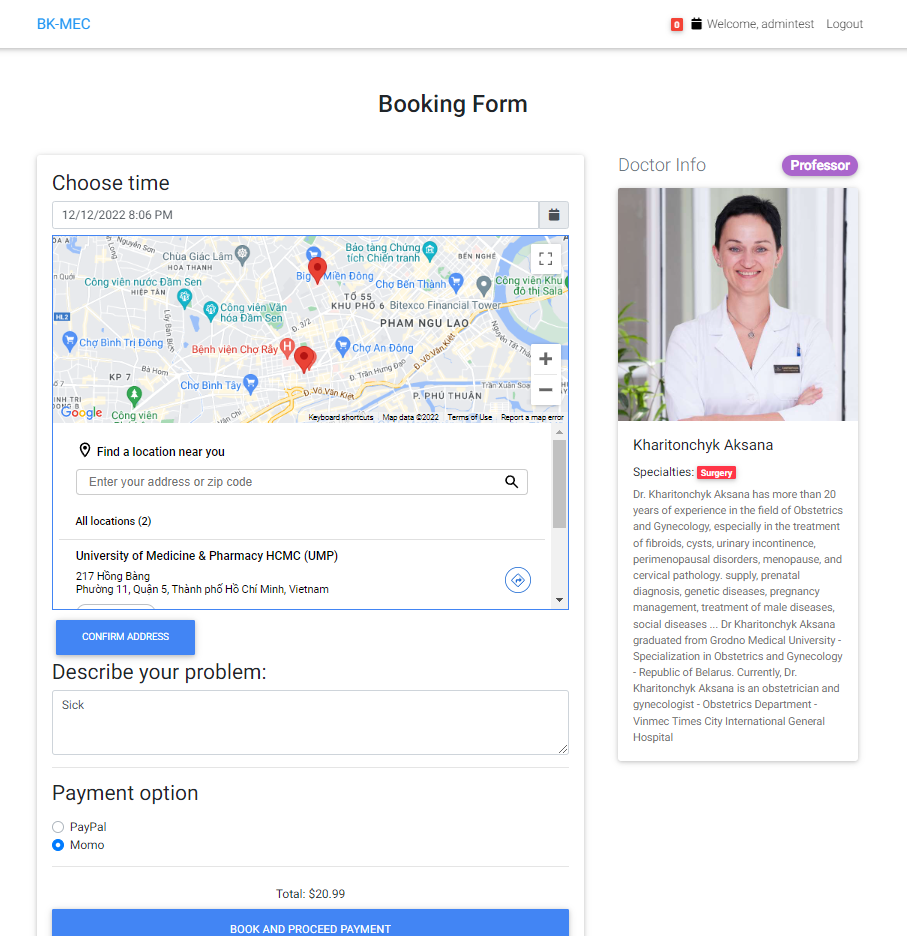 BK-MEC
0
Welcome, admintest
Logout
Booking Form
Choose time
12/12/2022 8:06 PM
Nguyễn Sơn
Chùa Giác Lâm
HOA THANH
Bảo tàng Chứng
tích Chiến tranh
BẾN NGHÉ
Công viên nước Đầm Sen
HIỆP TÂN
Miền Đông
Chợ Bến Thành
Công viên Khu
đô thị Sala
TỔ 55
KHU PHỐ 6
Bitexco Financial Tower
Công viên Văn
hóa Đầm Sen
Lũy Bán Bích
HL2
Đ. 3/2
PHAM NGU LAO
Chợ Bình Trị Đông
Bệnh viện Chợ Rẫy
Chợ An Đông
Đ. Võ Văn Kiệt
Bà Hom
KP 7
Chợ Bình Tây
Đ. Trần Hưng Đạo
Đ. Võ Văn Kiệt
P. PHÚ THUẬN
Trần Xuân Soạn
Công viên
Google
Keyboard shortcuts
Map data ©2022
Terms of Use
Report a map error
Find a location near you
Enter your address or zip code
All locations (2)
University of Medicine & Pharmacy HCMC (UMP)
217 Hồng Bàng
Phường 11, Quận 5, Thành phố Hồ Chí Minh, Vietnam
CONFIRM ADDRESS
Describe your problem:
Sick
Payment option
PayPal
Momo
Total: $20.99
BOOK AND PROCEED PAYMENT
Doctor Info
Professor
Kharitonchyk Aksana
Specialties: Surgery
Dr. Kharitonchyk Aksana has more than 20
years of experience in the field of Obstetrics
and Gynecology, especially in the treatment
of fibroids, cysts, urinary incontinence,
perimenopausal disorders, menopause, and
cervical pathology. supply, prenatal
diagnosis, genetic diseases, pregnancy
management, treatment of male diseases,
social diseases ... Dr Kharitonchyk Aksana
graduated from Grodno Medical University -
Specialization in Obstetrics and Gynecology
- Republic of Belarus. Currently, Dr.
Kharitonchyk Aksana is an obstetrician and
gynecologist - Obstetrics Department -
Vinmec Times City International General
Hospital